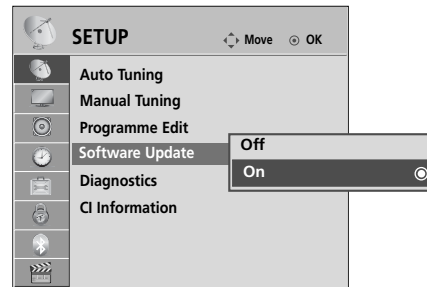 SETUP
Move OK
Auto Tuning
Manual Tuning
Programme Edit
Software Update
Off
On
Diagnostics
CI Information